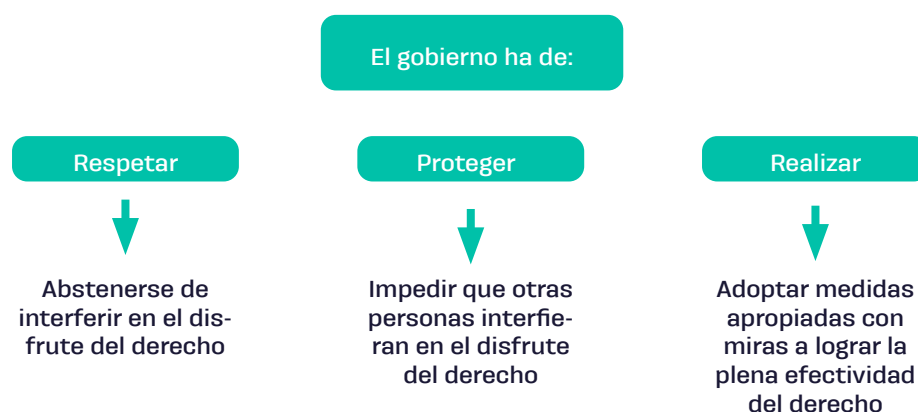 El gobierno ha de:
Respetar
Proteger
Realizar
Abstenerse de
interferir en el dis-
frute del derecho
Impedir que otras
personas interfie-
ran en el disfrute
del derecho
Adoptar medidas
apropiadas con
miras a lograr la
plena efectividad
del derecho